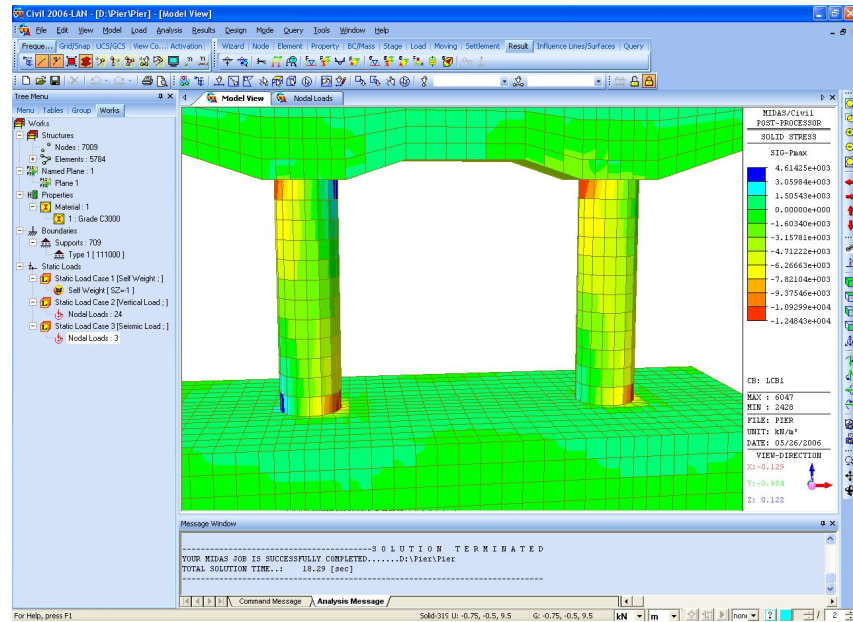 Civil 2006-LAN - [D:\Pier\Pier] - [Model View]
File Edit View Model Load Analysis Results Design Mode Query Tools Window Help
Freque... Grid/Snap UCS/GCS View Co... Activation Wizard Node Element Property BC/Mass Stage Load Moving Settlement Result Influence Lines/Surfaces Query
Tree Menu
Menu Tables Group Works
Works
Structures
Nodes : 7009
Elements : 5784
Named Plane : 1
Plane 1
Properties
Material : 1
1 : Grade C3000
Boundaries
Supports : 709
Type 1 [ 111000 ]
Static Loads
Static Load Case 1 [Self Weight ; ]
Self Weight [ SZ=-1 ]
Static Load Case 2 [Vertical Load ; ]
Nodal Loads : 24
Static Load Case 3 [Seismic Load ; ]
Nodal Loads : 3
Model View Nodal Loads
MIDAS/Civil
POST-PROCESSOR
SOLID STRESS
SIG-Pmax
4.61425e+003
3.05984e+003
1.50543e+003
0.00000e+000
-1.60340e+003
-3.15781e+003
-4.71222e+003
-6.26663e+003
-7.82104e+003
-9.37546e+003
-1.09299e+004
-1.24843e+004
CB: LCB1
MAX : 6047
MIN : 2428
FILE: PIER
UNIT: kN/m²
DATE: 05/26/2006
VIEW-DIRECTION
X:-0.129
Y:-0.984
Z: 0.122
Message Window
S O L U T I O N T E R M I N A T E D
YOUR MIDAS JOB IS SUCCESSFULLY COMPLETED.......D:\Pier\Pier
TOTAL SOLUTION TIME..: 18.29 [sec]
Command Message Analysis Message
For Help, press F1 U: -0.75, -0.5, 9.5 G: -0.75, -0.5, 9.5 kN m 2